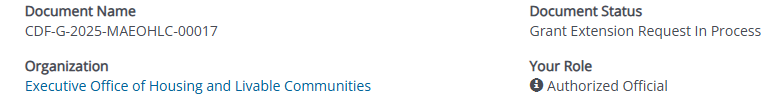 Document Name
Document Status
CDF-G-2025-MAEOHLC-00017
Grant Extension Request In Process
Organization
Your Role
Executive Office of Housing and Livable Communities
Authorized Official